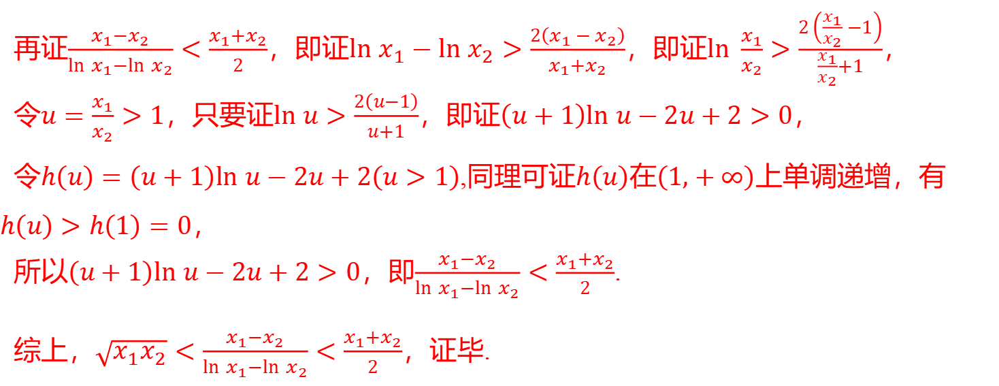 再证\frac{x_1-x_2}{\ln x_1-\ln x_2} < \frac{x_1+x_2}{2}，即证\ln x_1 - \ln x_2 > \frac{2(x_1-x_2)}{x_1+x_2}，即证\ln \frac{x_1}{x_2} > \frac{2\left(\frac{x_1}{x_2}-1\right)}{\frac{x_1}{x_2}+1}，
令u = \frac{x_1}{x_2} > 1，只要证\ln u > \frac{2(u-1)}{u+1}，即证(u + 1)\ln u - 2u + 2 > 0，
令h(u) = (u + 1)\ln u - 2u + 2(u > 1),同理可证h(u)在(1, + ∞)上单调递增，有
h(u) > h(1) = 0，
所以(u + 1)\ln u - 2u + 2 > 0，即\frac{x_1-x_2}{\ln x_1-\ln x_2} < \frac{x_1+x_2}{2}.
综上，\sqrt{x_1x_2} < \frac{x_1-x_2}{\ln x_1-\ln x_2} < \frac{x_1+x_2}{2}，证毕.